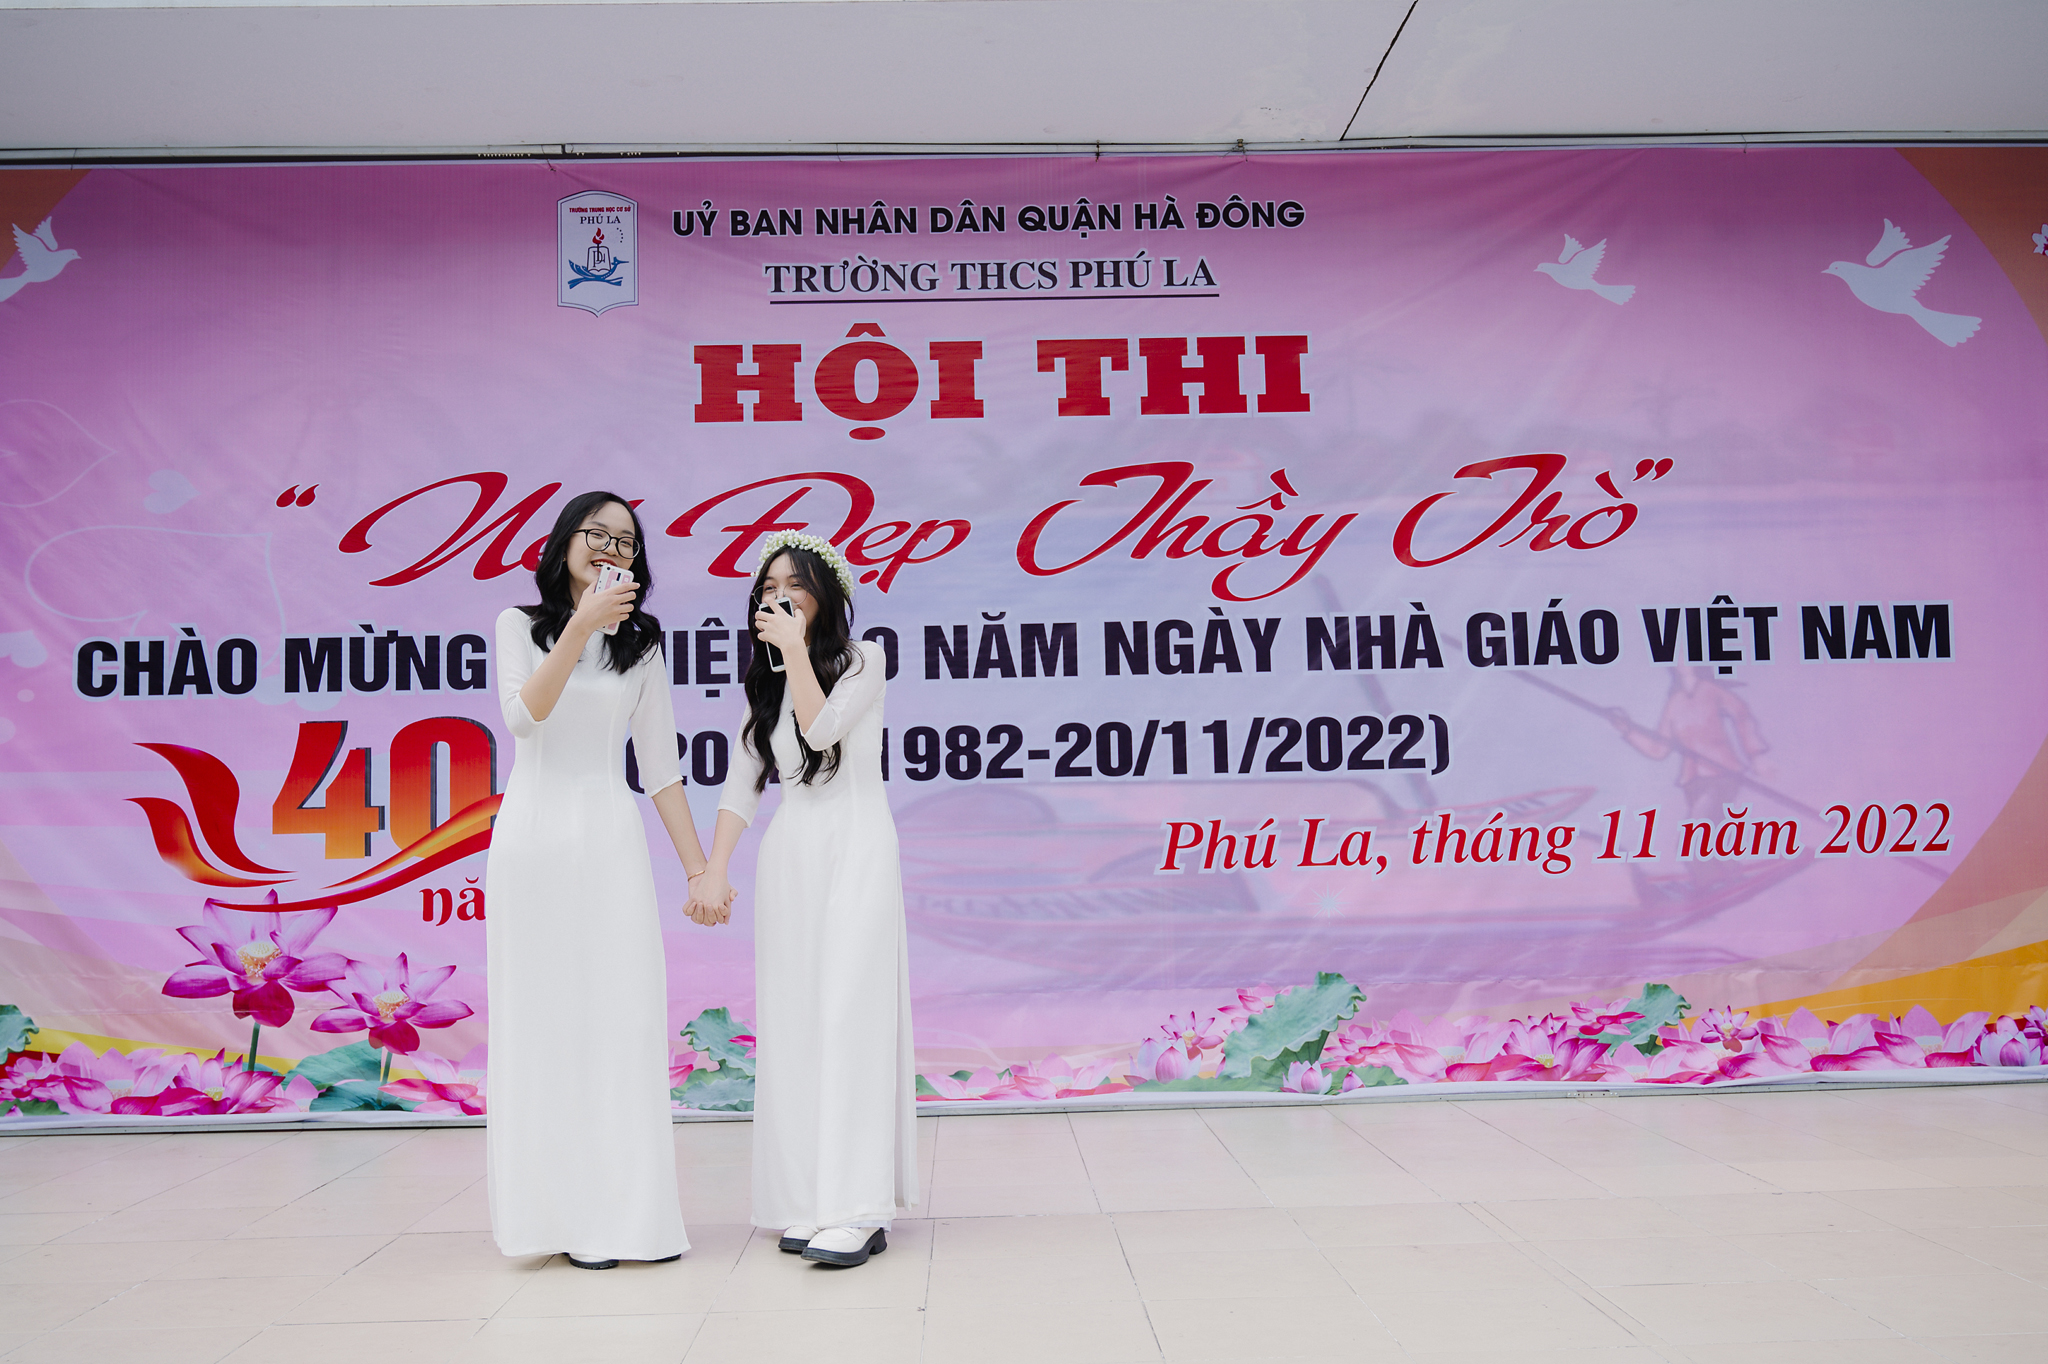 TRƯỜNG TRUNG HỌC CƠ SỞ
PHÚ LA
UỶ BAN NHÂN DÂN QUẬN HÀ ĐÔNG
TRƯỜNG THCS PHÚ LA
HỘI THI
“ Đẹp Thầy Trò”
CHÀO MỪNG NĂM NGÀY NHÀ GIÁO VIỆT NAM
1982-20/11/2022)
40
Phú La, tháng 11 năm 2022